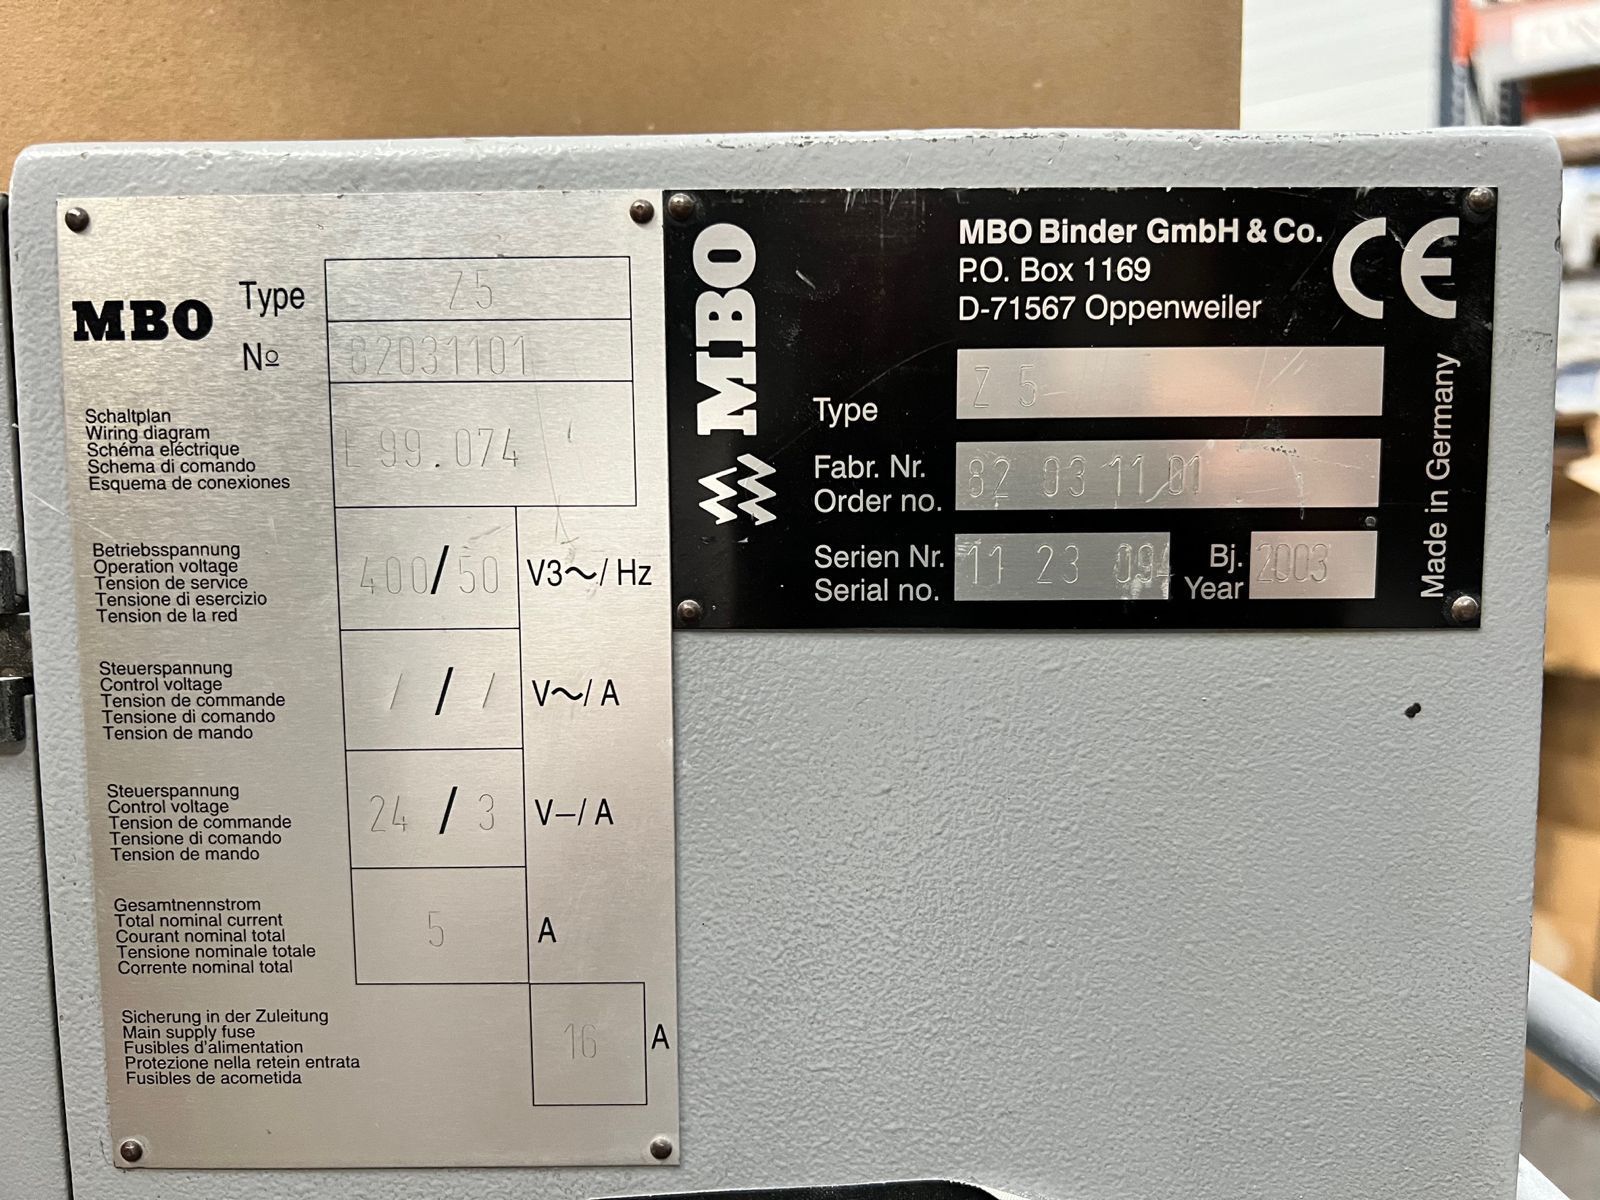 MBO
Type Z5
No 82031101
Schaltplan
Wiring diagram
Schéma eléctrique
Schema di comando
Esquema de conexiones
L 99.074
Betriebsspannung
Operation voltage
Tension de service
Tensione di esercizio
Tension de la red
400/50 V3~/Hz
Steuerspannung
Control voltage
Tension de commande
Tensione di comando
Tension de mando
/ / / V~/A
Steuerspannung
Control voltage
Tension de commande
Tensione di comando
Tension de mando
24 / 3 V–/A
Gesamtnennstrom
Total nominal current
Courant nominal total
Tensione nominale totale
Corrente nominal total
5 A
Sicherung in der Zuleitung
Main supply fuse
Fusibles d'alimentation
Protezione nella retein entrata
Fusibles de acometida
16 A
MBO
MBO Binder GmbH & Co.
P.O. Box 1169
D-71567 Oppenweiler
CE
Type Z 5
Fabr. Nr.
Order no.
82 03 11 01
Serien Nr.
Serial no.
11 23 094
Bj.
Year
2003
Made in Germany